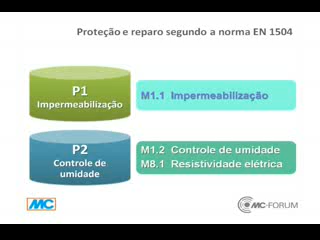 Proteção e reparo segundo a norma EN 1504
P1
Impermeabilização
M1.1 Impermeabilização
P2
Controle de
umidade
M1.2 Controle de umidade
M8.1 Resistividade elétrica
MC
MC-FORUM